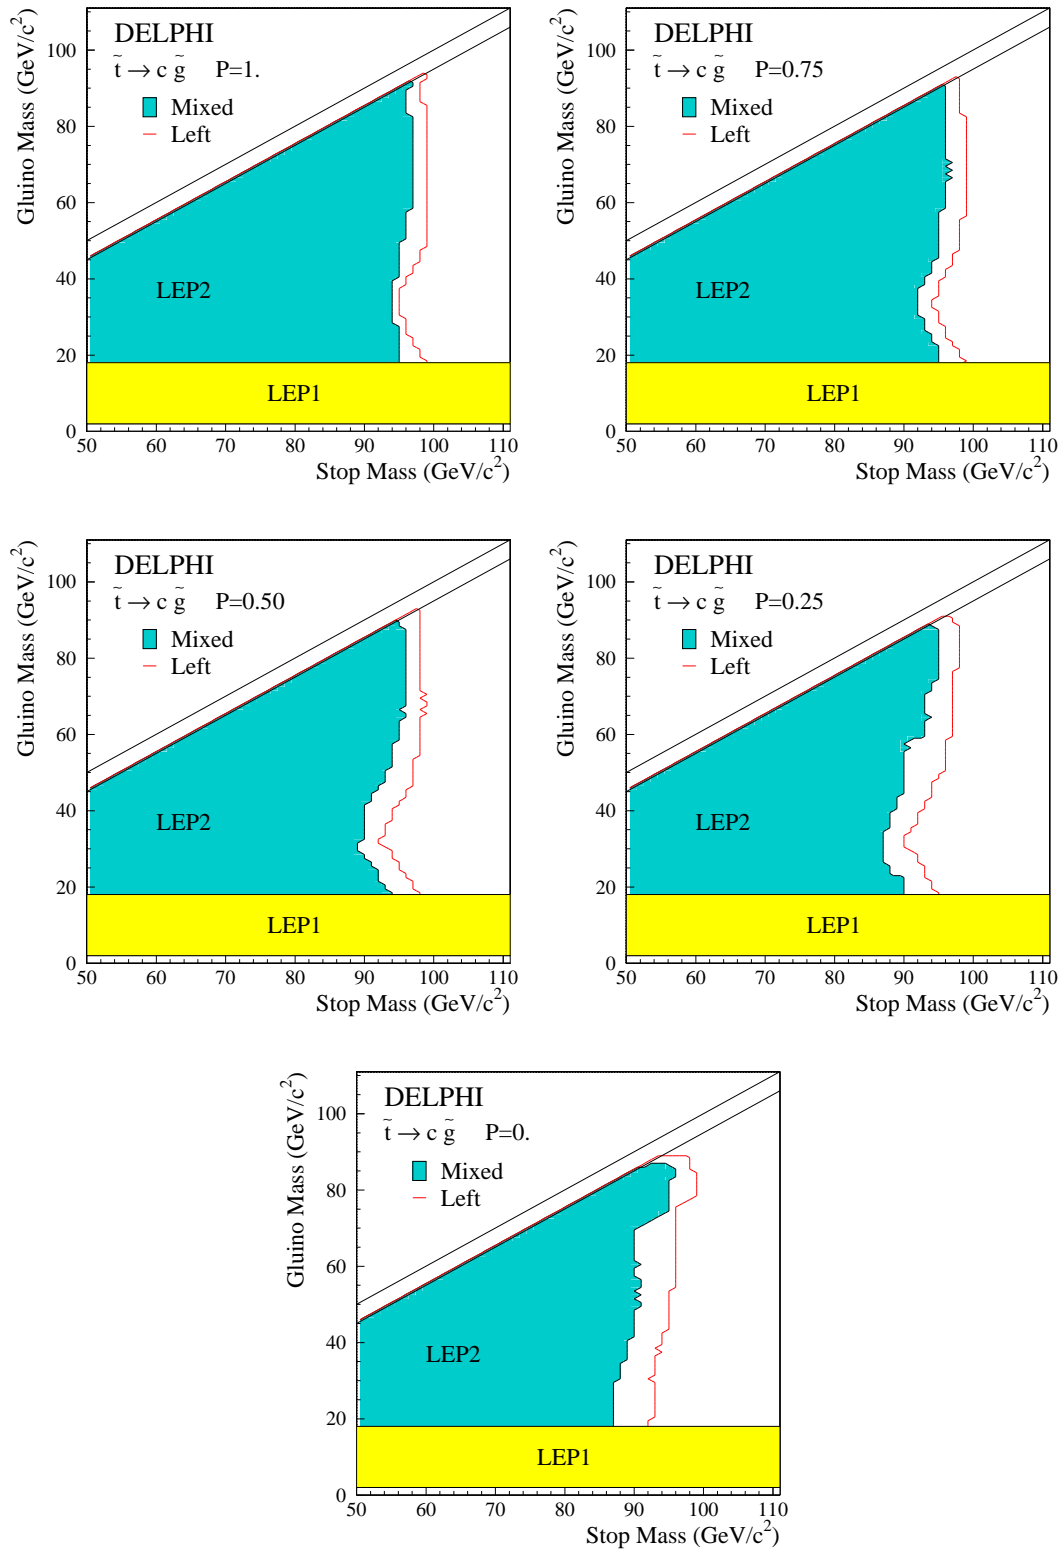 DELPHI
t̃ → c g̃ P=1.
Mixed
Left
LEP2
LEP1
Gluino Mass (GeV/c²)
100
80
60
40
20
0
50 60 70 80 90 100 110
Stop Mass (GeV/c²)
DELPHI
t̃ → c g̃ P=0.75
Mixed
Left
LEP2
LEP1
Gluino Mass (GeV/c²)
100
80
60
40
20
0
50 60 70 80 90 100 110
Stop Mass (GeV/c²)
DELPHI
t̃ → c g̃ P=0.50
Mixed
Left
LEP2
LEP1
Gluino Mass (GeV/c²)
100
80
60
40
20
0
50 60 70 80 90 100 110
Stop Mass (GeV/c²)
DELPHI
t̃ → c g̃ P=0.25
Mixed
Left
LEP2
LEP1
Gluino Mass (GeV/c²)
100
80
60
40
20
0
50 60 70 80 90 100 110
Stop Mass (GeV/c²)
DELPHI
t̃ → c g̃ P=0.
Mixed
Left
LEP2
LEP1
Gluino Mass (GeV/c²)
100
80
60
40
20
0
50 60 70 80 90 100 110
Stop Mass (GeV/c²)